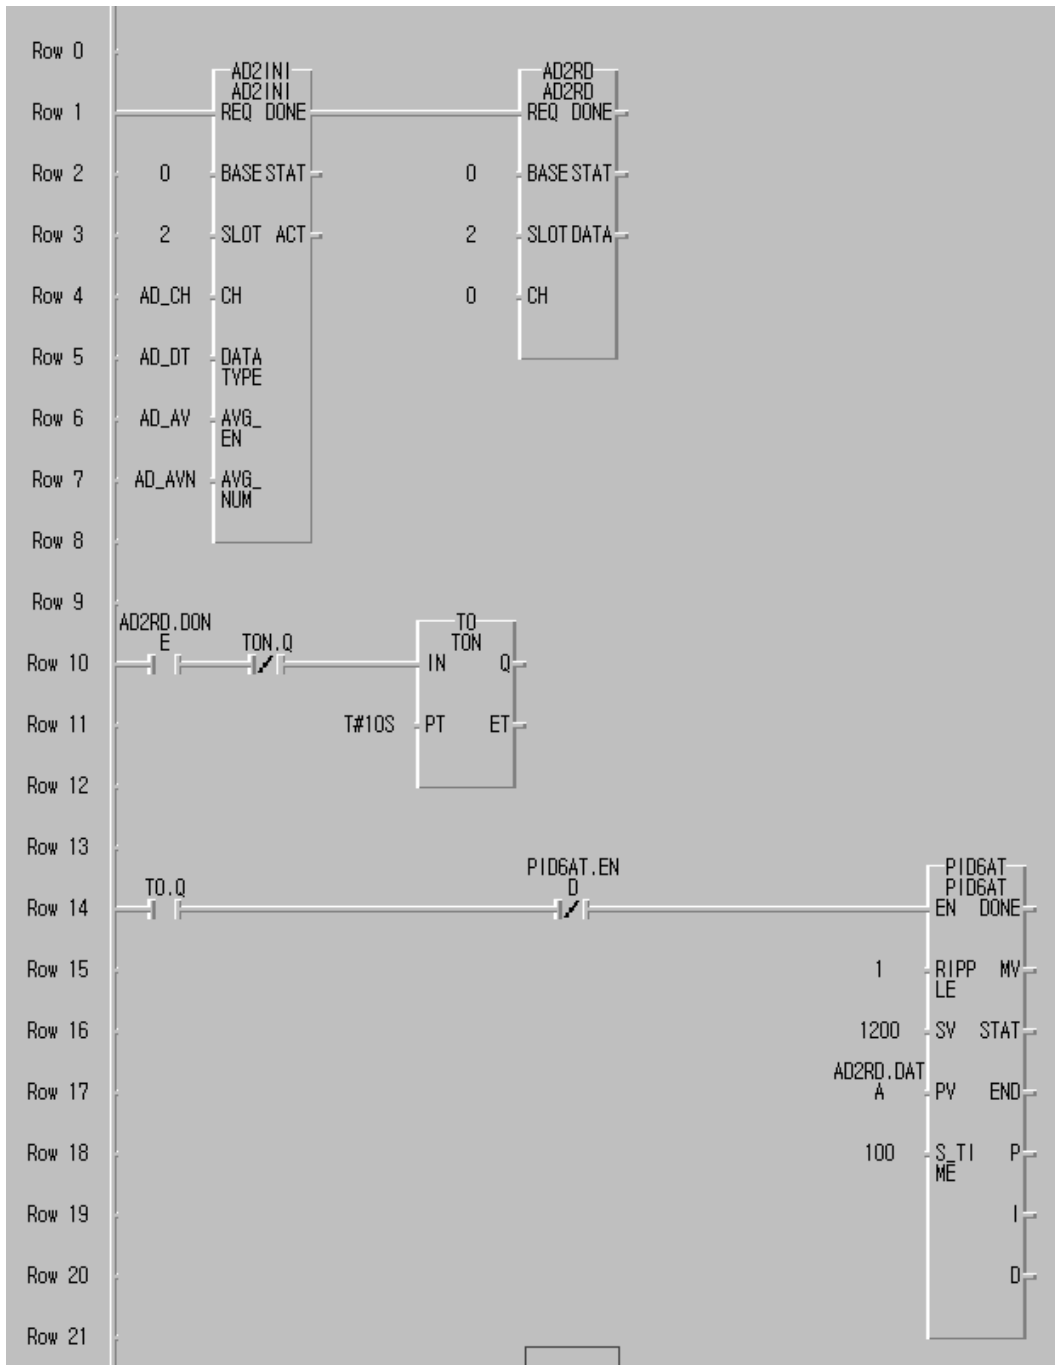 Row 0
AD2INI AD2RD
AD2INI AD2RD
Row 1 REQ DONE REQ DONE
Row 2 0 BASE STAT 0 BASE STAT
Row 3 2 SLOT ACT 2 SLOT DATA
Row 4 AD_CH CH 0 CH
Row 5 AD_DT DATA
TYPE
Row 6 AD_AV AVG_
EN
Row 7 AD_AVN AVG_
NUM
Row 8
Row 9
AD2RD.DON T0
E TON.Q TON
Row 10 IN Q
Row 11 T#10S PT ET
Row 12
Row 13
PID6AT.EN PID6AT
T0.Q D PID6AT
Row 14 EN DONE
Row 15 1 RIPP MV
LE
Row 16 1200 SV STAT
AD2RD.DAT
Row 17 A PV END
Row 18 100 S_TI P
ME
Row 19 I
Row 20 D
Row 21